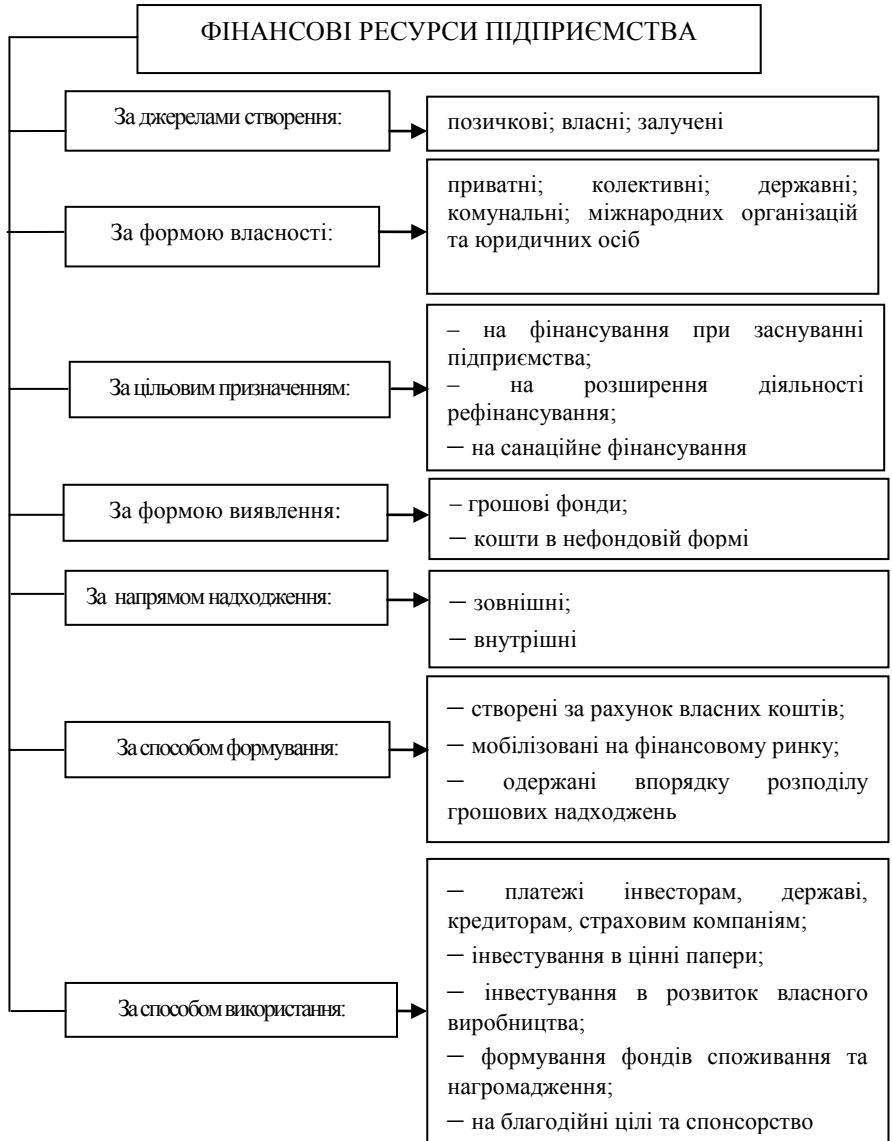 ФІНАНСОВІ РЕСУРСИ ПІДПРИЄМСТВА
За джерелами створення:
позичкові; власні; залучені
За формою власності:
приватні; колективні; державні;
комунальні; міжнародних організацій
та юридичних осіб
За цільовим призначенням:
– на фінансування при заснуванні
підприємства;
– на розширення діяльності
рефінансування;
– на санаційне фінансування
За формою виявлення:
– грошові фонди;
– кошти в нефондовій формі
За напрямом надходження:
– зовнішні;
– внутрішні
За способом формування:
– створені за рахунок власних коштів;
– мобілізовані на фінансовому ринку;
– одержані впорядку розподілу
грошових надходжень
За способом використання:
– платежі інвесторам, державі,
кредиторам, страховим компаніям;
– інвестування в цінні папери;
– інвестування в розвиток власного
виробництва;
– формування фондів споживання та
нагромадження;
– на благодійні цілі та спонсорство